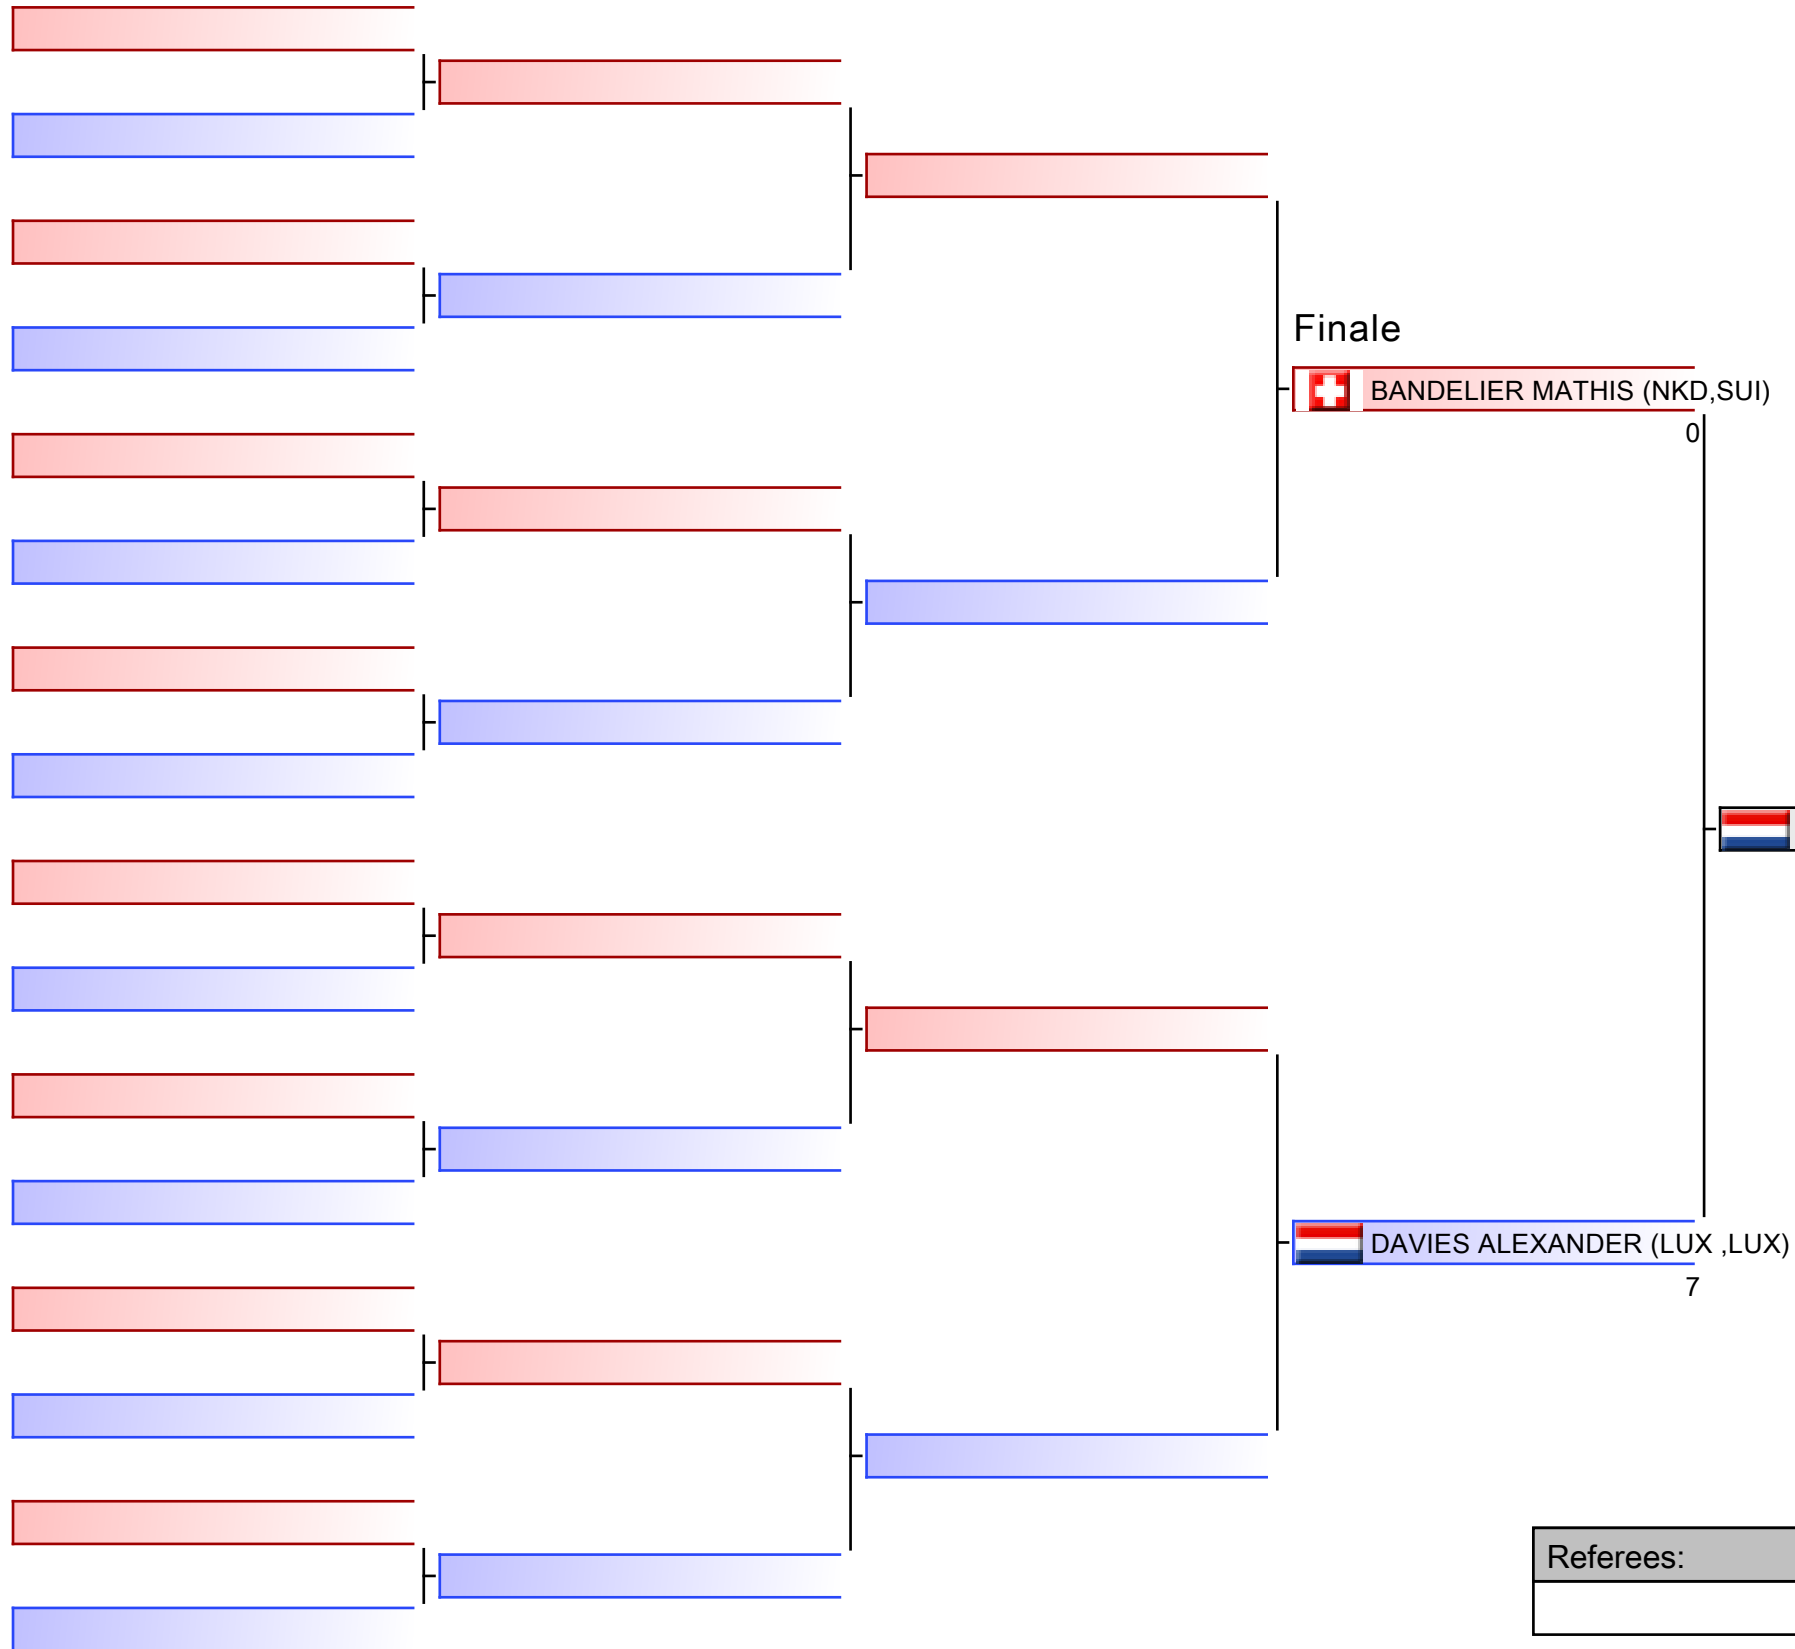 Finale
BANDELIER MATHIS (NKD,SUI)
0
DAVIES ALEXANDER (LUX ,LUX)
7
Referees: